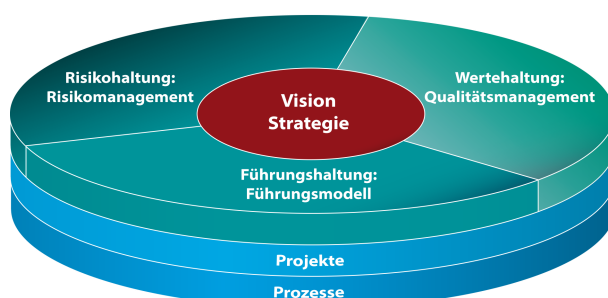 Risikohaltung:
Risikomanagement
Wertehaltung:
Qualitätsmanagement
Vision
Strategie
Führungshaltung:
Führungsmodell
Projekte
Prozesse